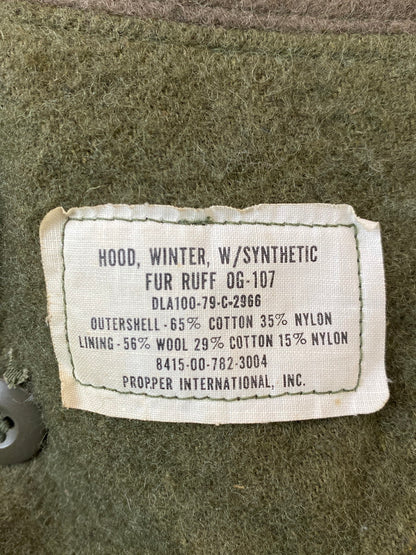 HOOD, WINTER, W/SYNTHETIC
FUR RUFF OG-107
DLA100-79-C-2966
OUTERSHELL-65% COTTON 35% NYLON
LINING-56% WOOL 29% COTTON 15% NYLON
8415-00-782-3004
PROPPER INTERNATIONAL, INC.